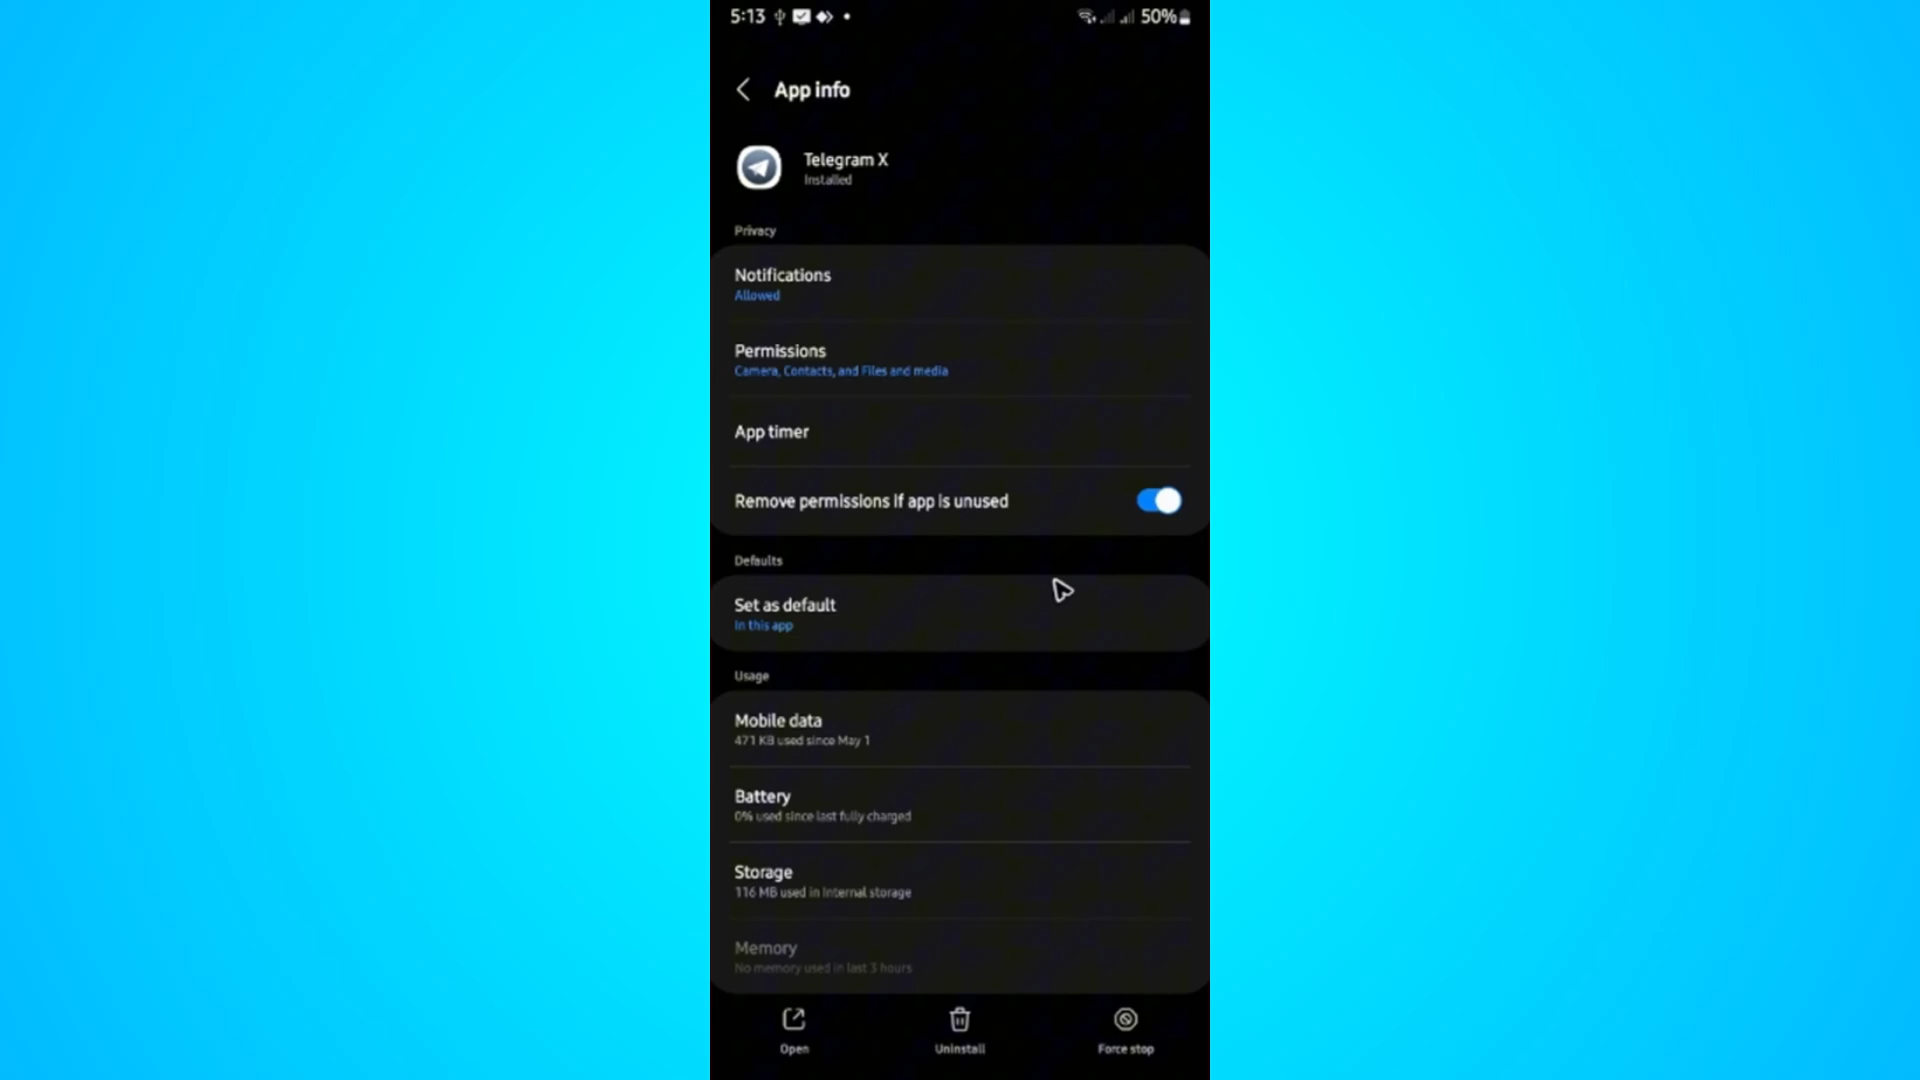 5:13
50%
App info
Telegram X
Installed
Privacy
Notifications
Allowed
Permissions
Camera, Contacts, and Files and media
App timer
Remove permissions if app is unused
Defaults
Set as default
In this app
Usage
Mobile data
471 KB used since May 1
Battery
0% used since last fully charged
Storage
116 MB used in Internal storage
Memory
No memory used in last 3 hours
Open
Uninstall
Force stop